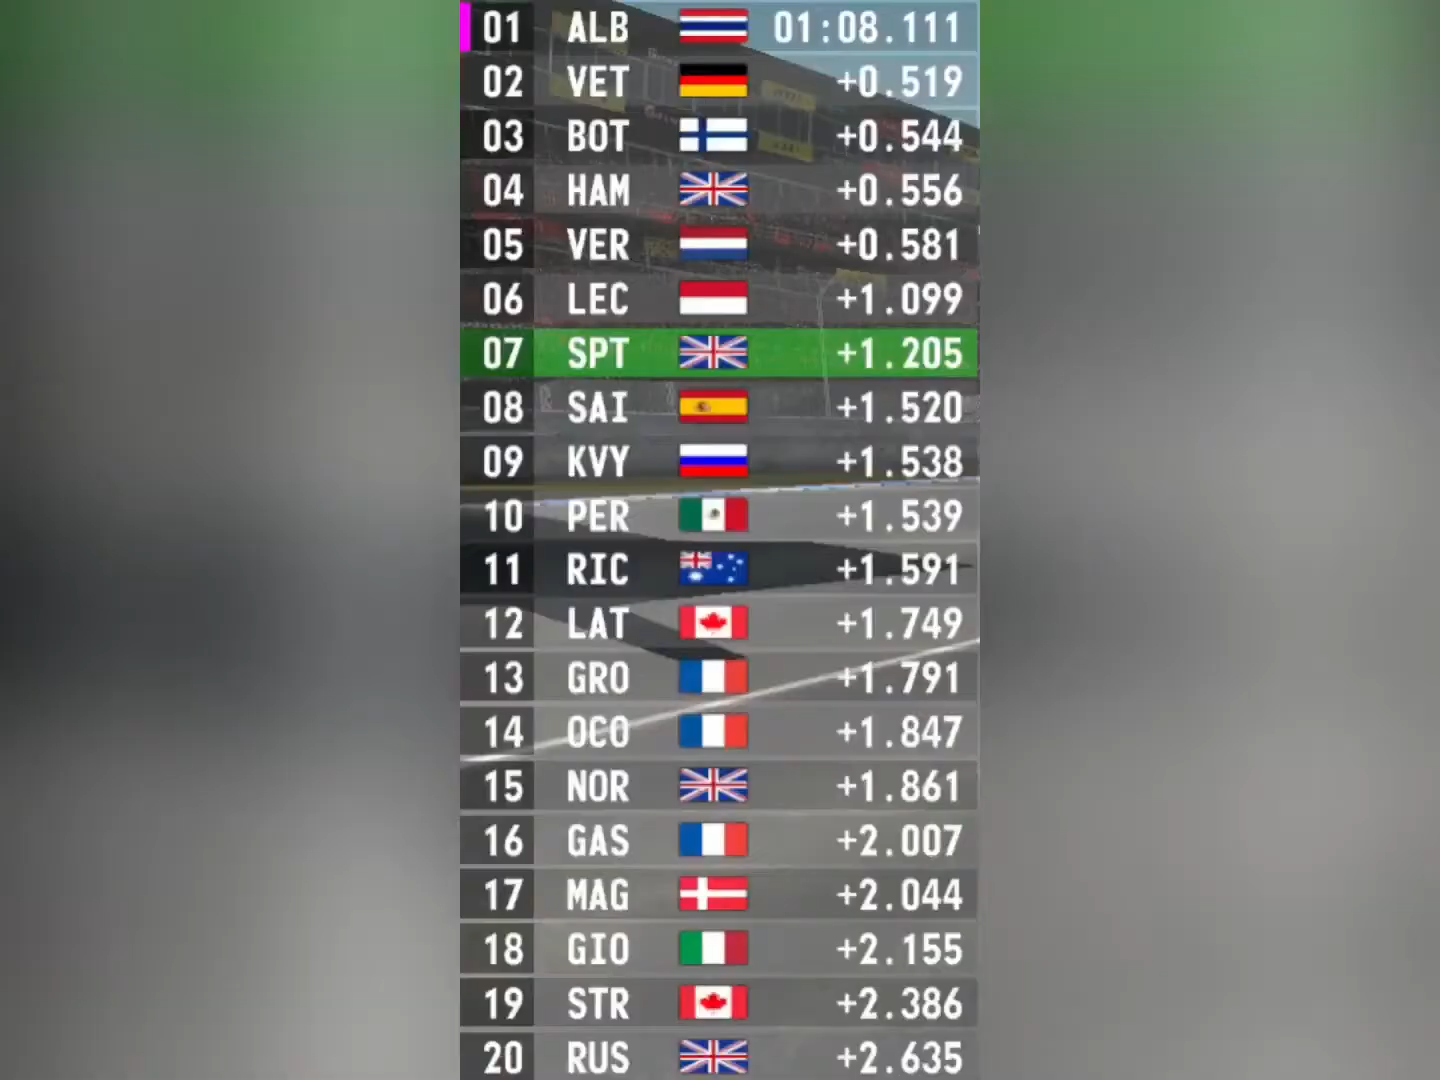 01 ALB 01:08.111
02 VET +0.519
03 BOT +0.544
04 HAM +0.556
05 VER +0.581
06 LEC +1.099
07 SPT +1.205
08 SAI +1.520
09 KVY +1.538
10 PER +1.539
11 RIC +1.591
12 LAT +1.749
13 GRO +1.791
14 OCO +1.847
15 NOR +1.861
16 GAS +2.007
17 MAG +2.044
18 GIO +2.155
19 STR +2.386
20 RUS +2.635